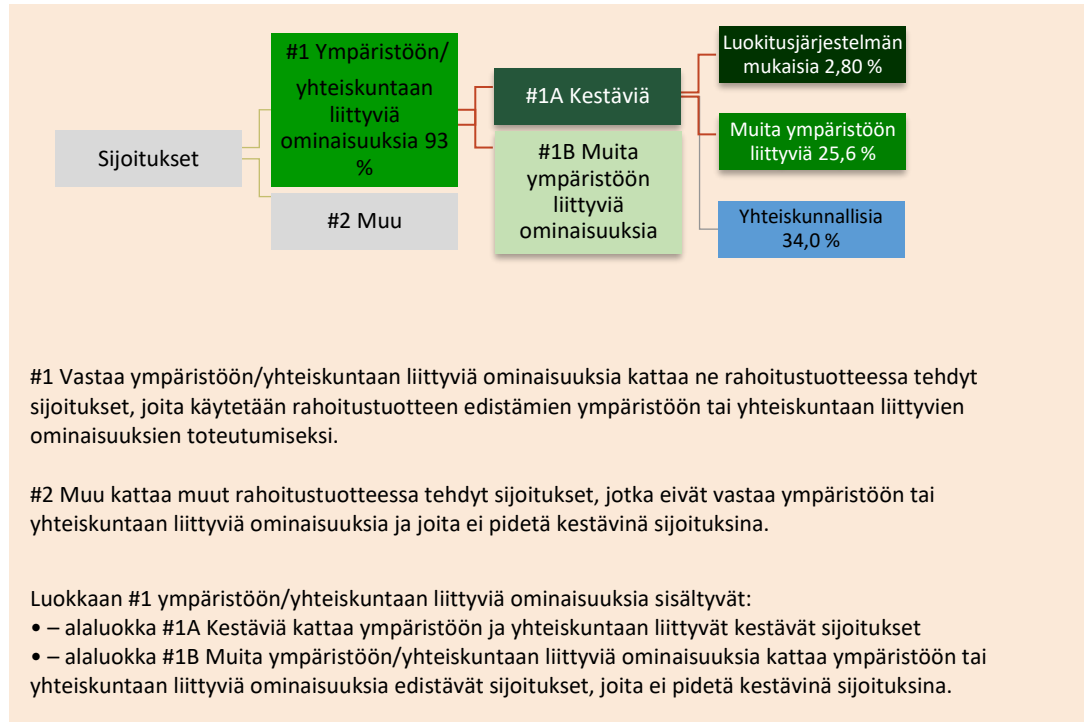 Sijoitukset
#1 Ympäristöön/
yhteiskuntaan
liittyviä
ominaisuuksia 93
%
#2 Muu
#1A Kestäviä
#1B Muita
ympäristöön
liittyviä
ominaisuuksia
Luokitusjärjestelmän
mukaisia 2,80 %
Muita ympäristöön
liittyviä 25,6 %
Yhteiskunnallisia
34,0 %
#1 Vastaa ympäristöön/yhteiskuntaan liittyviä ominaisuuksia kattaa ne rahoitustuotteessa tehdyt
sijoitukset, joita käytetään rahoitustuotteen edistämien ympäristöön tai yhteiskuntaan liittyvien
ominaisuuksien toteutumiseksi.
#2 Muu kattaa muut rahoitustuotteessa tehdyt sijoitukset, jotka eivät vastaa ympäristöön tai
yhteiskuntaan liittyviä ominaisuuksia ja joita ei pidetä kestävinä sijoituksina.
Luokkaan #1 ympäristöön/yhteiskuntaan liittyviä ominaisuuksia sisältyvät:
• – alaluokka #1A Kestäviä kattaa ympäristöön ja yhteiskuntaan liittyvät kestävät sijoitukset
• – alaluokka #1B Muita ympäristöön/yhteiskuntaan liittyviä ominaisuuksia kattaa ympäristöön tai
yhteiskuntaan liittyviä ominaisuuksia edistävät sijoitukset, joita ei pidetä kestävinä sijoituksina.